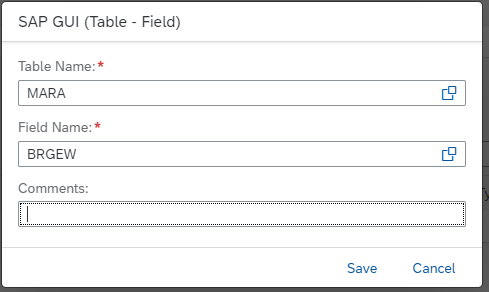 SAP GUI (Table - Field)
Table Name:*
MARA
Field Name:*
BRGEW
Comments:
Save Cancel